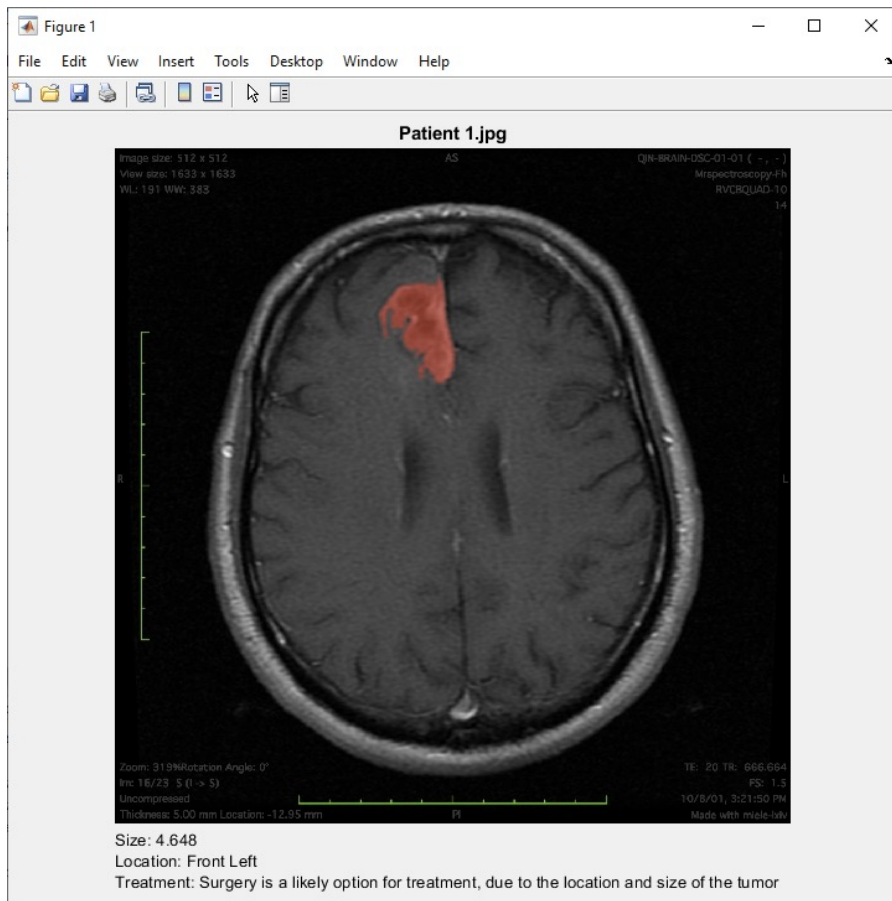 Figure 1
File Edit View Insert Tools Desktop Window Help
Patient 1.jpg
Image size: 512 x 512
View size: 1633 x 1633
WL: 191 WW: 383
AS
QIN-BRAIN-DSC-01-01 ( - , - )
Mrspectroscopy-Fh
RVCBQUAD-10
14
R
L
Zoom: 319%Rotation Angle: 0°
Im: 16/23 S (I -> S)
Uncompressed
Thickness: 5.00 mm Location: -12.95 mm
PI
TE: 20 TR: 666.664
FS: 1.5
10/8/01, 3:21:50 PM
Made with miele-lxiv
Size: 4.648
Location: Front Left
Treatment: Surgery is a likely option for treatment, due to the location and size of the tumor